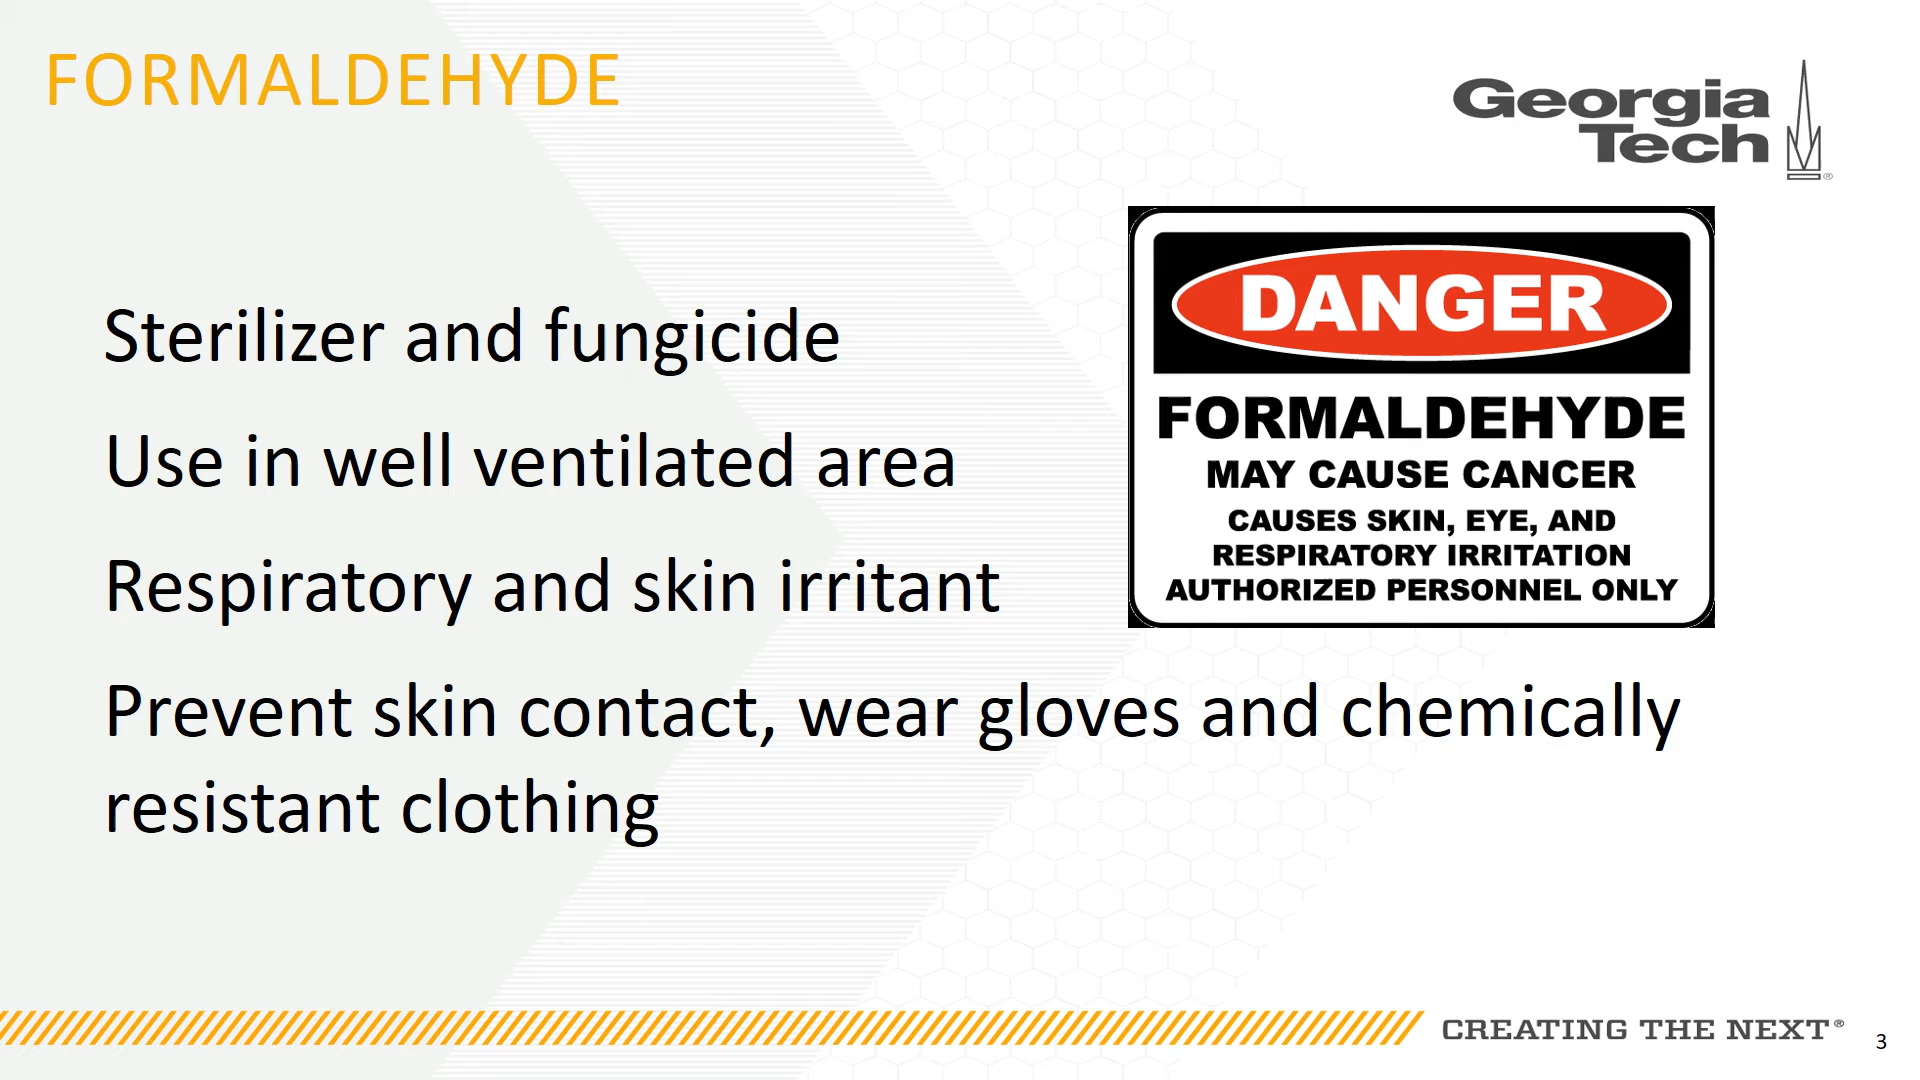 FORMALDEHYDE
Georgia
Tech
®
Sterilizer and fungicide
Use in well ventilated area
Respiratory and skin irritant
Prevent skin contact, wear gloves and chemically
resistant clothing
DANGER
FORMALDEHYDE
MAY CAUSE CANCER
CAUSES SKIN, EYE, AND
RESPIRATORY IRRITATION
AUTHORIZED PERSONNEL ONLY
CREATING THE NEXT®
3